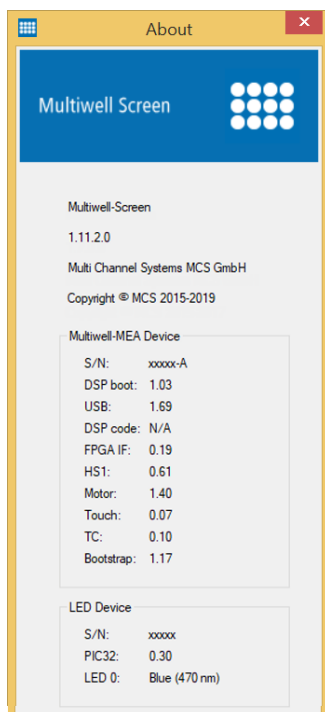 About
Multiwell Screen
Multiwell-Screen
1.11.2.0
Multi Channel Systems MCS GmbH
Copyright © MCS 2015-2019
Multiwell-MEA Device
S/N: xxxxx-A
DSP boot: 1.03
USB: 1.69
DSP code: N/A
FPGA IF: 0.19
HS1: 0.61
Motor: 1.40
Touch: 0.07
TC: 0.10
Bootstrap: 1.17
LED Device
S/N: xxxxx
PIC32: 0.30
LED 0: Blue (470 nm)